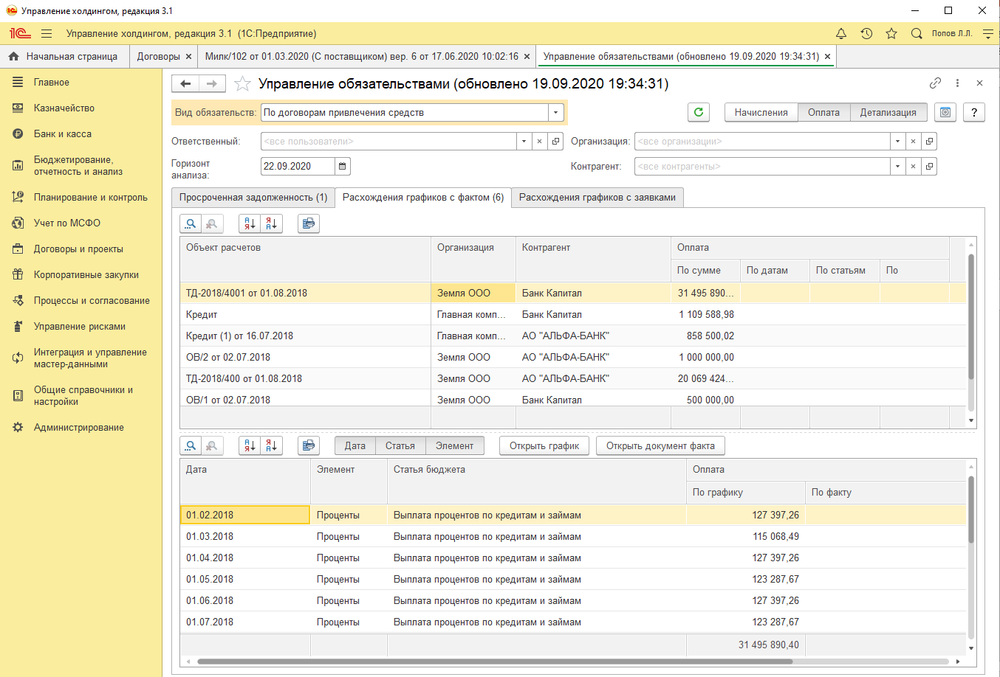 Управление холдингом, редакция 3.1
Управление холдингом, редакция 3.1 (1С:Предприятие)
Попов Л.Л.
Начальная страница
Договоры ×
Милк/102 от 01.03.2020 (С поставщиком) вер. 6 от 17.06.2020 10:02:16 ×
Управление обязательствами (обновлено 19.09.2020 19:34:31) ×
Главное
Казначейство
Банк и касса
Бюджетирование,
отчетность и анализ
Планирование и контроль
Учет по МСФО
Договоры и проекты
Корпоративные закупки
Процессы и согласование
Управление рисками
Интеграция и управление
мастер-данными
Общие справочники и
настройки
Администрирование
Управление обязательствами (обновлено 19.09.2020 19:34:31)
Вид обязательств: По договорам привлечения средств
Начисления Оплата Детализация ?
Ответственный: <все пользователи>
Организация: <все организации>
Горизонт
анализа:
22.09.2020
Контрагент: <все контрагенты>
Просроченная задолженность (1) Расхождения графиков с фактом (6) Расхождения графиков с заявками
Объект расчетов Организация Контрагент Оплата
По сумме По датам По статьям По
ТД-2018/4001 от 01.08.2018 Земля ООО Банк Капитал 31 495 890...
Кредит Главная комп... Банк Капитал 1 109 588,98
Кредит (1) от 16.07.2018 Главная комп... АО "АЛЬФА-БАНК" 858 500,02
ОВ/2 от 02.07.2018 Земля ООО АО "АЛЬФА-БАНК" 1 000 000,00
ТД-2018/400 от 01.08.2018 Земля ООО АО "АЛЬФА-БАНК" 20 069 424...
ОВ/1 от 02.07.2018 Земля ООО Банк Капитал 500 000,00
Дата Статья Элемент Открыть график Открыть документ факта
Дата Элемент Статья бюджета Оплата
По графику По факту
01.02.2018 Проценты Выплата процентов по кредитам и займам 127 397,26
01.03.2018 Проценты Выплата процентов по кредитам и займам 115 068,49
01.04.2018 Проценты Выплата процентов по кредитам и займам 127 397,26
01.05.2018 Проценты Выплата процентов по кредитам и займам 123 287,67
01.06.2018 Проценты Выплата процентов по кредитам и займам 127 397,26
01.07.2018 Проценты Выплата процентов по кредитам и займам 123 287,67
31 495 890,40